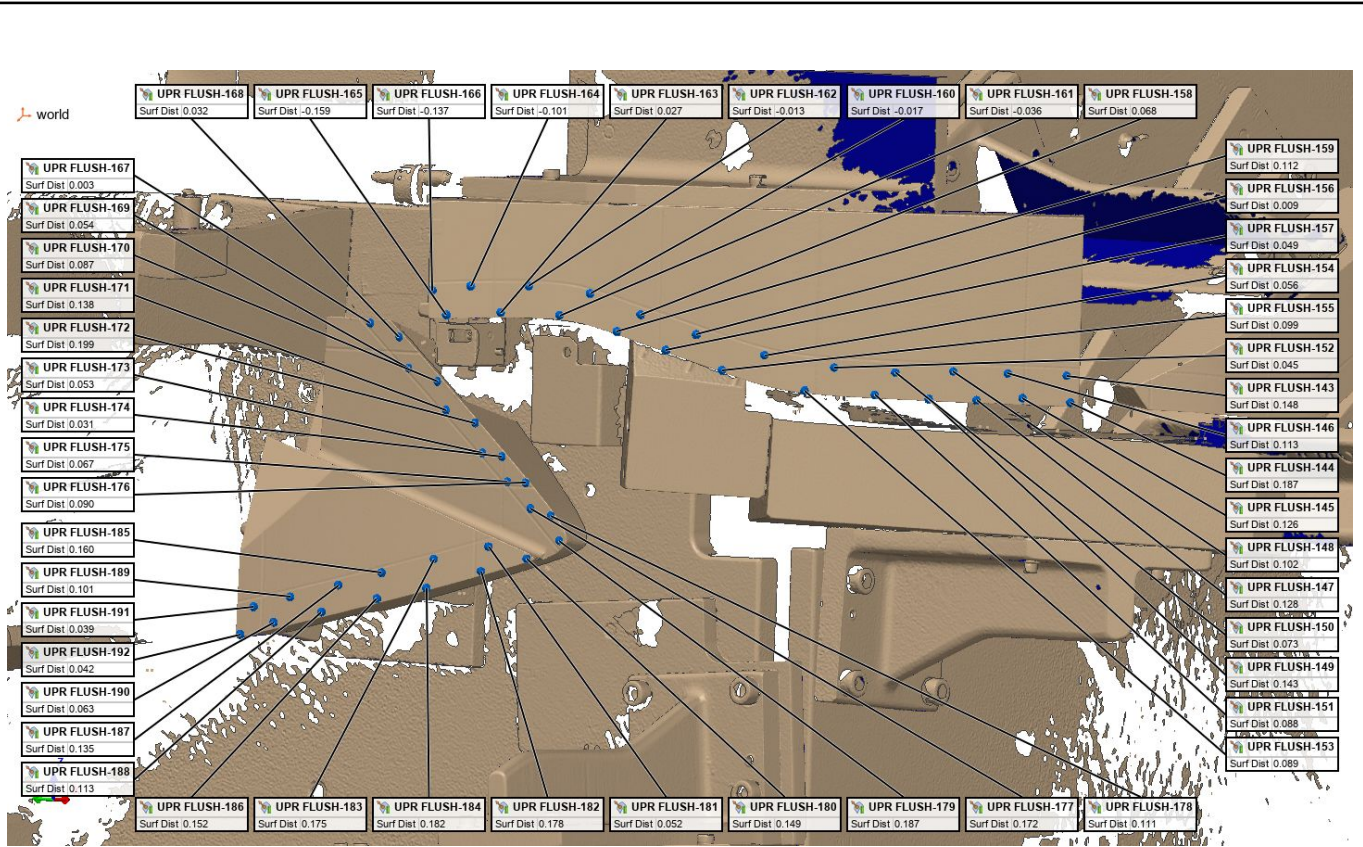 UPR FLUSH-168
Surf Dist 0.032
UPR FLUSH-165
Surf Dist -0.159
UPR FLUSH-166
Surf Dist -0.137
UPR FLUSH-164
Surf Dist -0.101
UPR FLUSH-163
Surf Dist 0.027
UPR FLUSH-162
Surf Dist -0.013
UPR FLUSH-160
Surf Dist -0.017
UPR FLUSH-161
Surf Dist -0.036
UPR FLUSH-158
Surf Dist 0.068
world
UPR FLUSH-167
Surf Dist 0.003
UPR FLUSH-169
Surf Dist 0.054
UPR FLUSH-170
Surf Dist 0.087
UPR FLUSH-171
Surf Dist 0.138
UPR FLUSH-172
Surf Dist 0.199
UPR FLUSH-173
Surf Dist 0.053
UPR FLUSH-174
Surf Dist 0.031
UPR FLUSH-175
Surf Dist 0.067
UPR FLUSH-176
Surf Dist 0.090
UPR FLUSH-185
Surf Dist 0.160
UPR FLUSH-189
Surf Dist 0.101
UPR FLUSH-191
Surf Dist 0.039
UPR FLUSH-192
Surf Dist 0.042
UPR FLUSH-190
Surf Dist 0.063
UPR FLUSH-187
Surf Dist 0.135
Z
UPR FLUSH-188
Surf Dist 0.113
UPR FLUSH-159
Surf Dist 0.112
UPR FLUSH-156
Surf Dist 0.009
UPR FLUSH-157
Surf Dist 0.049
UPR FLUSH-154
Surf Dist 0.056
UPR FLUSH-155
Surf Dist 0.099
UPR FLUSH-152
Surf Dist 0.045
UPR FLUSH-143
Surf Dist 0.148
UPR FLUSH-146
Surf Dist 0.113
UPR FLUSH-144
Surf Dist 0.187
UPR FLUSH-145
Surf Dist 0.126
UPR FLUSH-148
Surf Dist 0.102
UPR FLUSH-147
Surf Dist 0.128
UPR FLUSH-150
Surf Dist 0.073
UPR FLUSH-149
Surf Dist 0.143
UPR FLUSH-151
Surf Dist 0.088
UPR FLUSH-153
Surf Dist 0.089
UPR FLUSH-186
Surf Dist 0.152
UPR FLUSH-183
Surf Dist 0.175
UPR FLUSH-184
Surf Dist 0.182
UPR FLUSH-182
Surf Dist 0.178
UPR FLUSH-181
Surf Dist 0.052
UPR FLUSH-180
Surf Dist 0.149
UPR FLUSH-179
Surf Dist 0.187
UPR FLUSH-177
Surf Dist 0.172
UPR FLUSH-178
Surf Dist 0.111